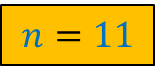 n = 11